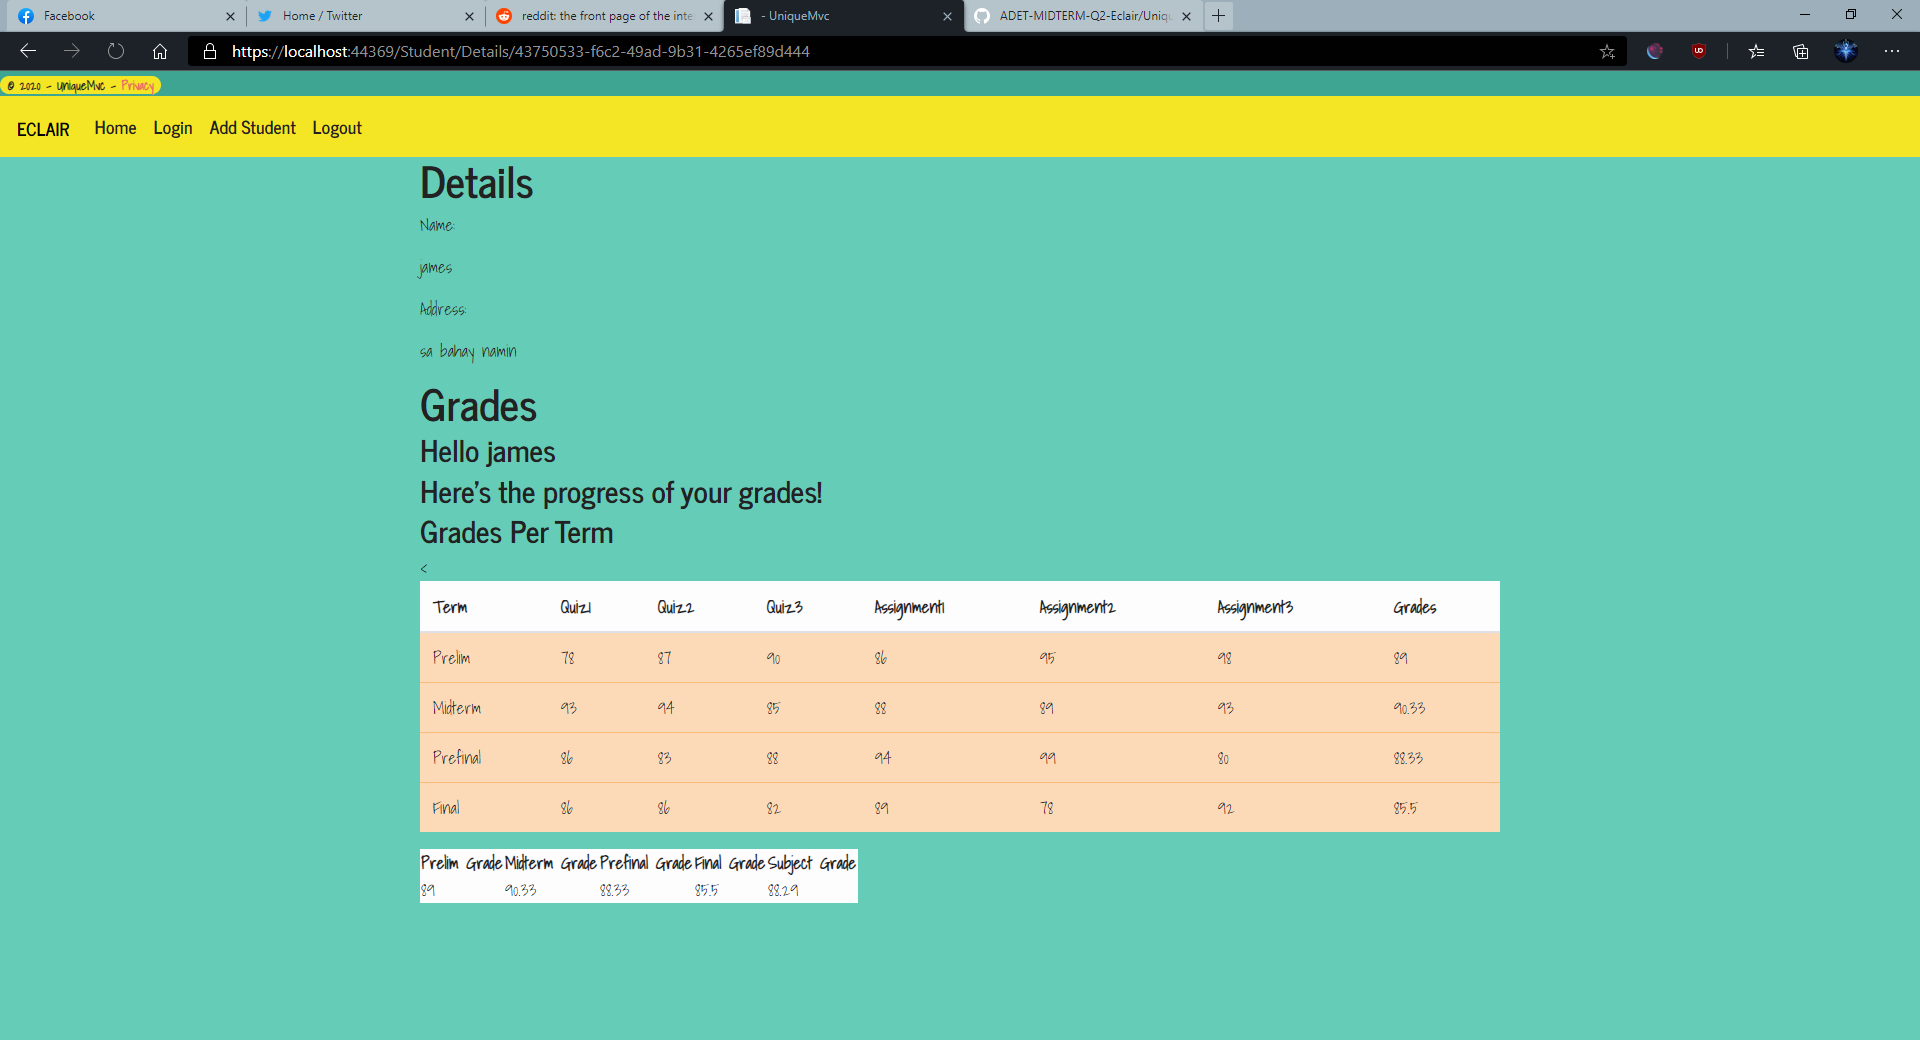 Facebook
Home / Twitter
reddit: the front page of the inte
- UniqueMvc
ADET-MIDTERM-Q2-Eclair/Uniqu
https://localhost:44369/Student/Details/43750533-f6c2-49ad-9b31-4265ef89d444
© 2020 - UniqueMvc - Privacy
ECLAIR Home Login Add Student Logout
Details
Name:
james
Address:
sa bahay namin
Grades
Hello james
Here's the progress of your grades!
Grades Per Term
<
Term Quiz1 Quiz2 Quiz3 Assignment1 Assignment2 Assignment3 Grades
Prelim 78 87 90 86 95 98 89
Midterm 93 94 85 88 89 93 90.33
Prefinal 86 83 88 94 99 80 88.33
Final 86 86 82 89 78 92 85.5
Prelim Grade Midterm Grade Prefinal Grade Final Grade Subject Grade
89 90.33 88.33 85.5 88.29